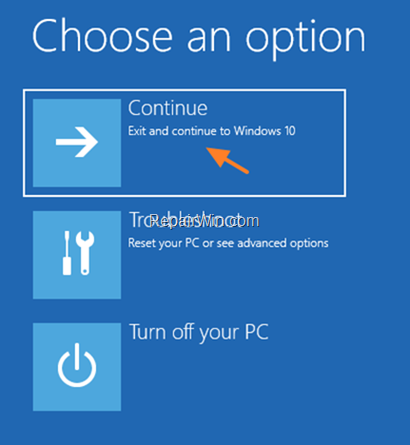 Choose an option
Continue
Exit and continue to Windows 10
Troubleshoot
RepairWin.com
Reset your PC or see advanced options
Turn off your PC